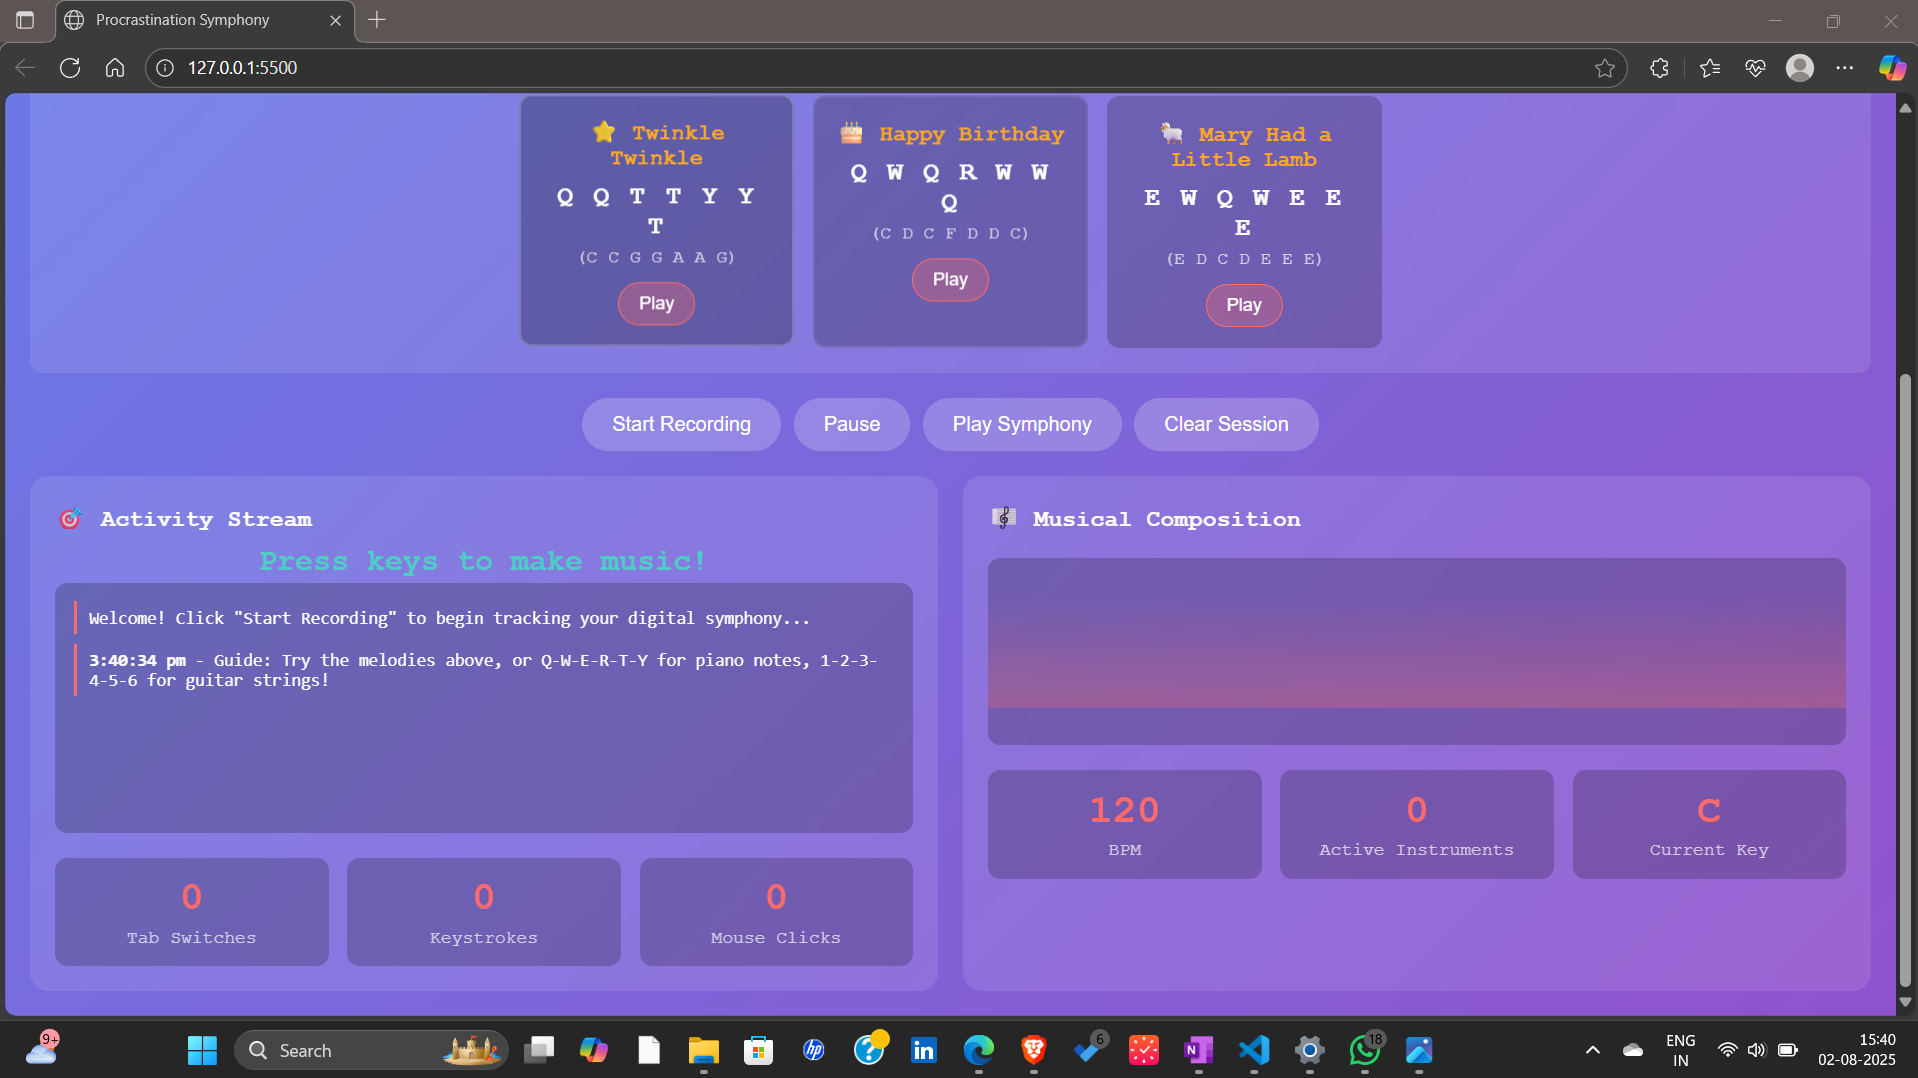 Procrastination Symphony
127.0.0.1:5500
Twinkle
Twinkle
Q Q T T Y Y
T
(C C G G A A G)
Play
Happy Birthday
Q W Q R W W
Q
(C D C F D D C)
Play
Mary Had a
Little Lamb
E W Q W E E
E
(E D C D E E E)
Play
Start Recording
Pause
Play Symphony
Clear Session
Activity Stream
Press keys to make music!
Welcome! Click "Start Recording" to begin tracking your digital symphony...
3:40:34 pm - Guide: Try the melodies above, or Q-W-E-R-T-Y for piano notes, 1-2-3-
4-5-6 for guitar strings!
0
Tab Switches
0
Keystrokes
0
Mouse Clicks
Musical Composition
120
BPM
0
Active Instruments
C
Current Key
9+
Search
hp
in
6
N
18
ENG
IN
15:40
02-08-2025